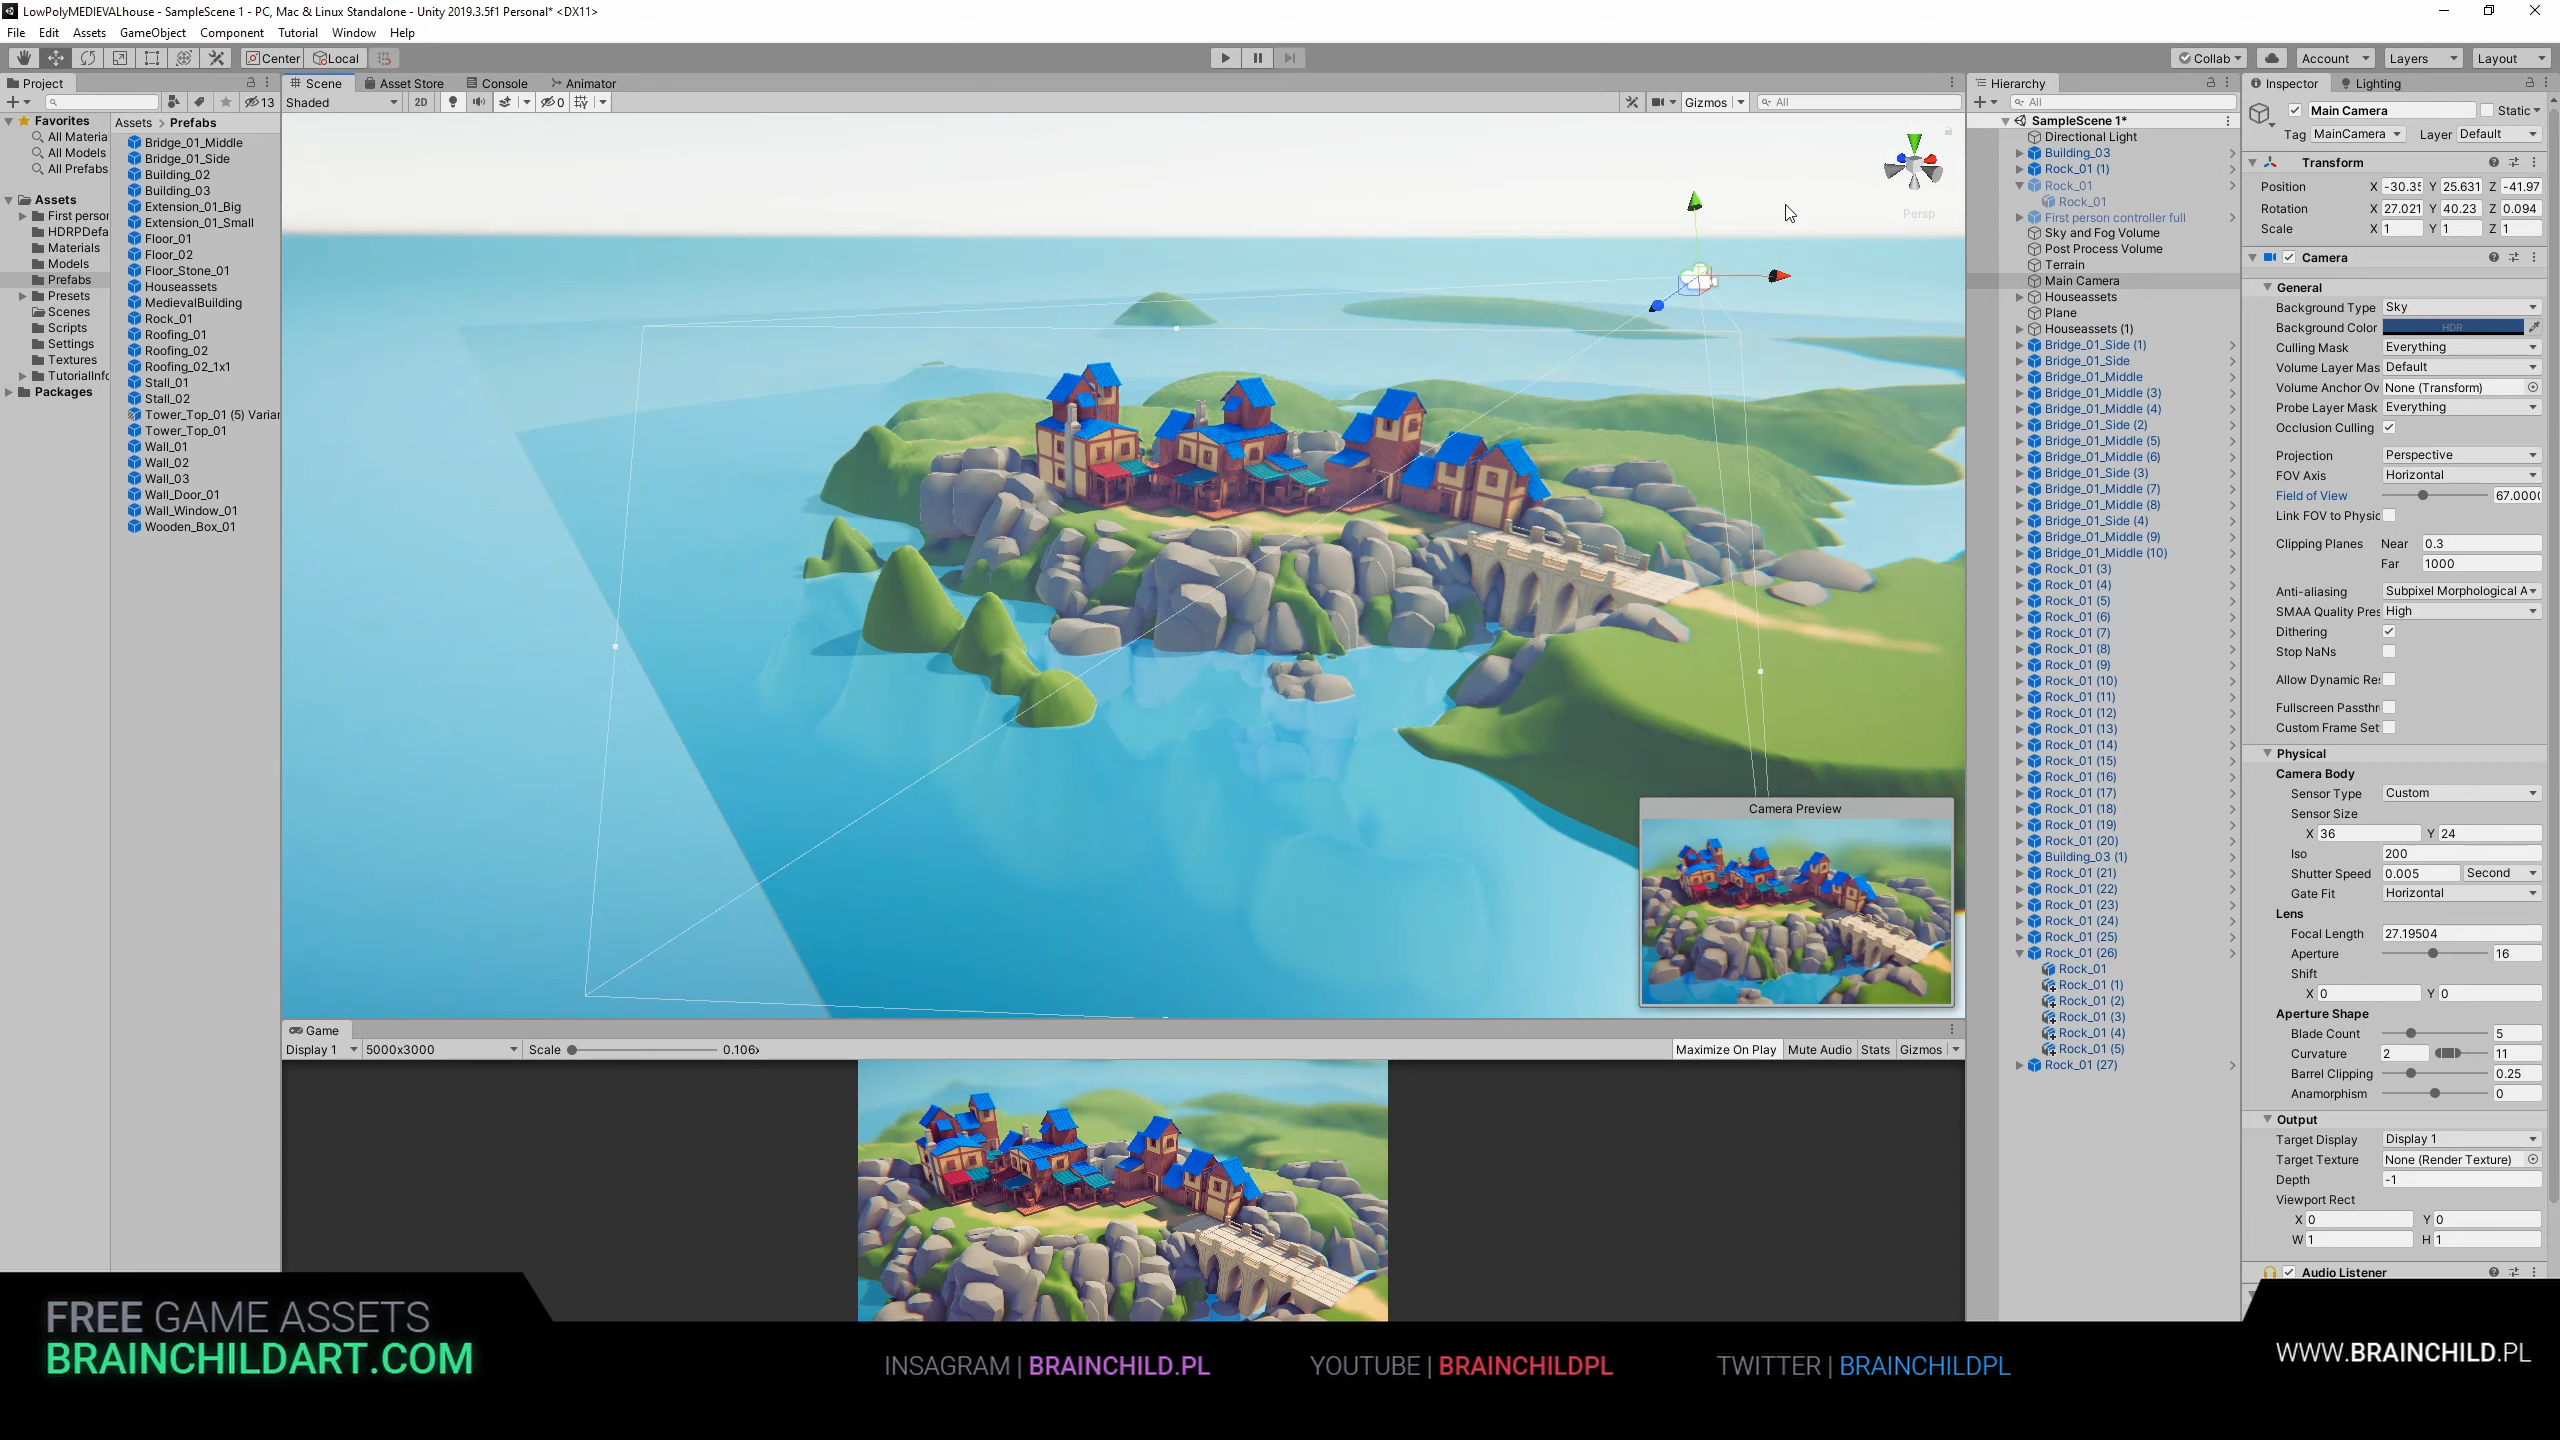 LowPolyMEDIEVALhouse - SampleScene 1 - PC, Mac & Linux Standalone - Unity 2019.3.5f1 Personal* <DX11>
File Edit Assets GameObject Component Tutorial Window Help
Center Local Collab Account Layers Layout
Project
13
Favorites
All Materia
All Models
All Prefabs
Assets
First persor
HDRPDefa
Materials
Models
Prefabs
Presets
Scenes
Scripts
Settings
Textures
TutorialInfo
Packages
Assets > Prefabs
Bridge_01_Middle
Bridge_01_Side
Building_02
Building_03
Extension_01_Big
Extension_01_Small
Floor_01
Floor_02
Floor_Stone_01
Houseassets
MedievalBuilding
Rock_01
Roofing_01
Roofing_02
Roofing_02_1x1
Stall_01
Stall_02
Tower_Top_01 (5) Varian
Tower_Top_01
Wall_01
Wall_02
Wall_03
Wall_Door_01
Wall_Window_01
Wooden_Box_01
Scene Asset Store Console Animator
Shaded 2D 0 Gizmos All
Persp
Camera Preview
Game
Display 1 5000x3000 Scale 0.106x Maximize On Play Mute Audio Stats Gizmos
Hierarchy
All
SampleScene 1*
Directional Light
Building_03
Rock_01 (1)
Rock_01
Rock_01
First person controller full
Sky and Fog Volume
Post Process Volume
Terrain
Main Camera
Houseassets
Plane
Houseassets (1)
Bridge_01_Side (1)
Bridge_01_Side
Bridge_01_Middle
Bridge_01_Middle (3)
Bridge_01_Middle (4)
Bridge_01_Side (2)
Bridge_01_Middle (5)
Bridge_01_Middle (6)
Bridge_01_Side (3)
Bridge_01_Middle (7)
Bridge_01_Middle (8)
Bridge_01_Side (4)
Bridge_01_Middle (9)
Bridge_01_Middle (10)
Rock_01 (3)
Rock_01 (4)
Rock_01 (5)
Rock_01 (6)
Rock_01 (7)
Rock_01 (8)
Rock_01 (9)
Rock_01 (10)
Rock_01 (11)
Rock_01 (12)
Rock_01 (13)
Rock_01 (14)
Rock_01 (15)
Rock_01 (16)
Rock_01 (17)
Rock_01 (18)
Rock_01 (19)
Rock_01 (20)
Building_03 (1)
Rock_01 (21)
Rock_01 (22)
Rock_01 (23)
Rock_01 (24)
Rock_01 (25)
Rock_01 (26)
Rock_01
Rock_01 (1)
Rock_01 (2)
Rock_01 (3)
Rock_01 (4)
Rock_01 (5)
Rock_01 (27)
Inspector Lighting
Main Camera Static
Tag MainCamera Layer Default
Transform
Position X -30.35 Y 25.631 Z -41.97
Rotation X 27.021 Y 40.23 Z 0.094
Scale X 1 Y 1 Z 1
Camera
General
Background Type Sky
Background Color HDR
Culling Mask Everything
Volume Layer Mas Default
Volume Anchor Ov None (Transform)
Probe Layer Mask Everything
Occlusion Culling
Projection Perspective
FOV Axis Horizontal
Field of View 67.0000
Link FOV to Physic
Clipping Planes Near 0.3
Far 1000
Anti-aliasing Subpixel Morphological A
SMAA Quality Pres High
Dithering
Stop NaNs
Allow Dynamic Res
Fullscreen Passthr
Custom Frame Set
Physical
Camera Body
Sensor Type Custom
Sensor Size
X 36 Y 24
Iso 200
Shutter Speed 0.005 Second
Gate Fit Horizontal
Lens
Focal Length 27.19504
Aperture 16
Shift
X 0 Y 0
Aperture Shape
Blade Count 5
Curvature 2 11
Barrel Clipping 0.25
Anamorphism 0
Output
Target Display Display 1
Target Texture None (Render Texture)
Depth -1
Viewport Rect
X 0 Y 0
W 1 H 1
Audio Listener
FREE GAME ASSETS
BRAINCHILDART.COM
INSAGRAM | BRAINCHILD.PL
YOUTUBE | BRAINCHILDPL
TWITTER | BRAINCHILDPL
WWW.BRAINCHILD.PL